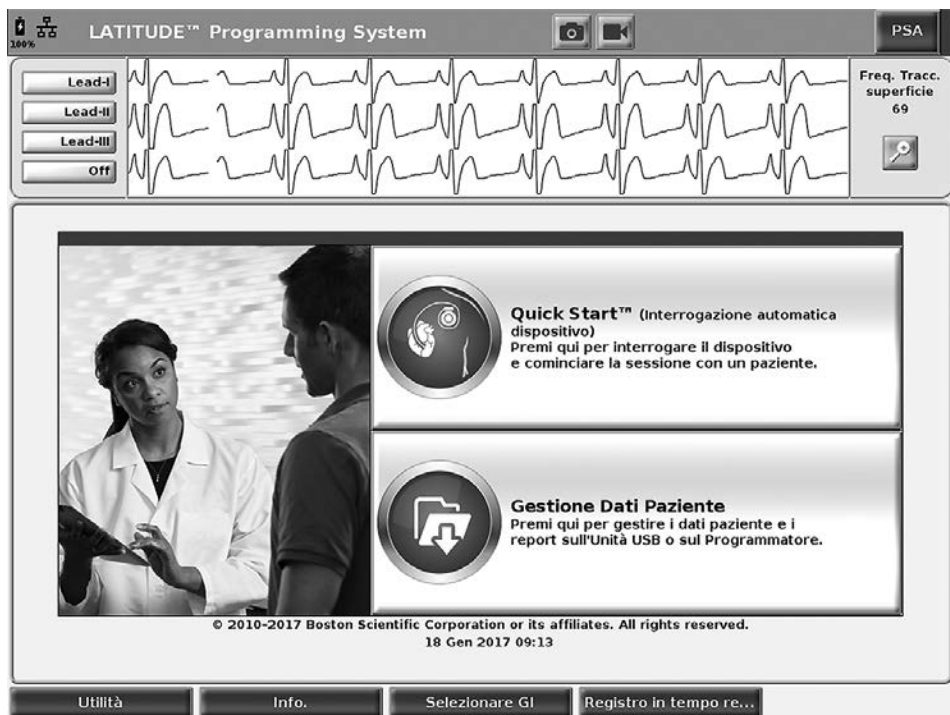 100%
LATITUDE™ Programming System
PSA
Lead-I
Lead-II
Lead-III
Off
Freq. Tracc.
superficie
69
Quick Start™ (Interrogazione automatica
dispositivo)
Premi qui per interrogare il dispositivo
e cominciare la sessione con un paziente.
Gestione Dati Paziente
Premi qui per gestire i dati paziente e i
report sull'Unità USB o sul Programmatore.
© 2010-2017 Boston Scientific Corporation or its affiliates. All rights reserved.
18 Gen 2017 09:13
Utilità
Info.
Selezionare GI
Registro in tempo re...